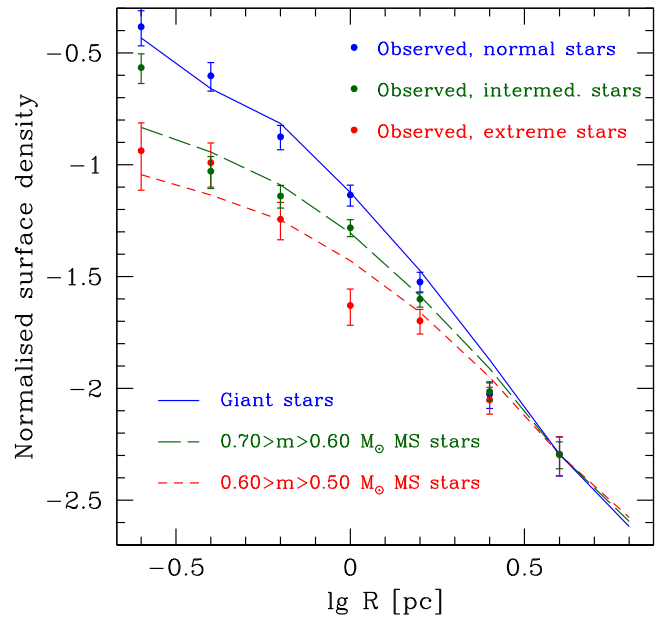 Normalised surface density
-0.5
-1
-1.5
-2
-2.5
Observed, normal stars
Observed, intermed. stars
Observed, extreme stars
Giant stars
0.70>m>0.60 M☉ MS stars
0.60>m>0.50 M☉ MS stars
-0.5
0
0.5
lg R [pc]